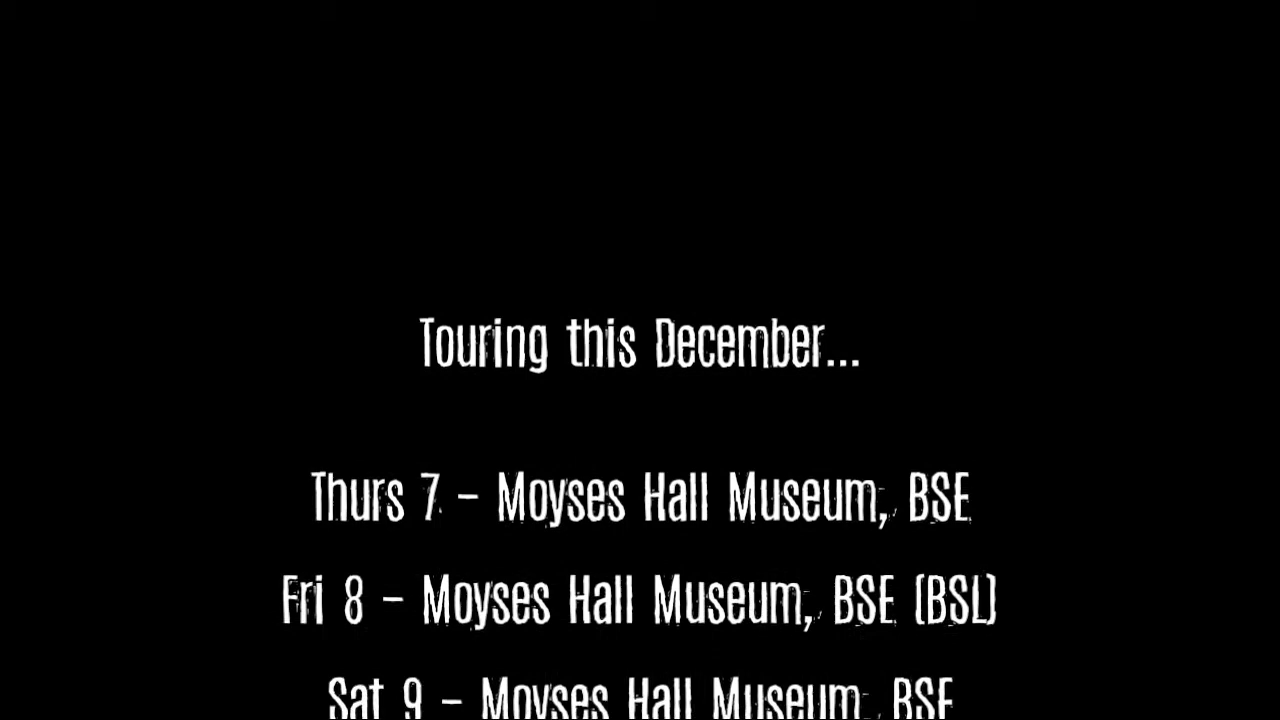 Touring this December...
Thurs 7 – Moyses Hall Museum, BSE
Fri 8 – Moyses Hall Museum, BSE (BSL)
Sat 9 – Moyses Hall Museum, BSE